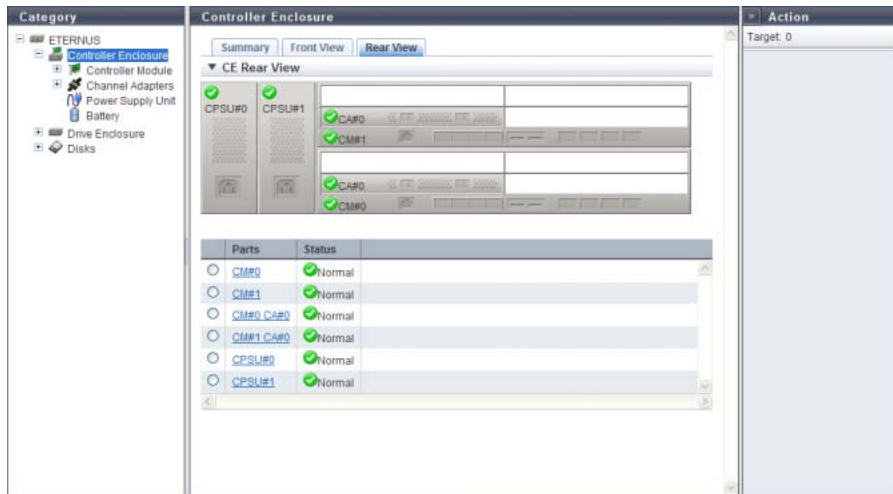 Category
ETERNUS
Controller Enclosure
Controller Module
Channel Adapters
Power Supply Unit
Battery
Drive Enclosure
Disks
Controller Enclosure
Summary Front View Rear View
▼ CE Rear View
CPSU#0 CPSU#1
CA#0
CM#1
CA#0
CM#0
Parts Status
CM#0 Normal
CM#1 Normal
CM#0 CA#0 Normal
CM#1 CA#0 Normal
CPSU#0 Normal
CPSU#1 Normal
» Action
Target: 0